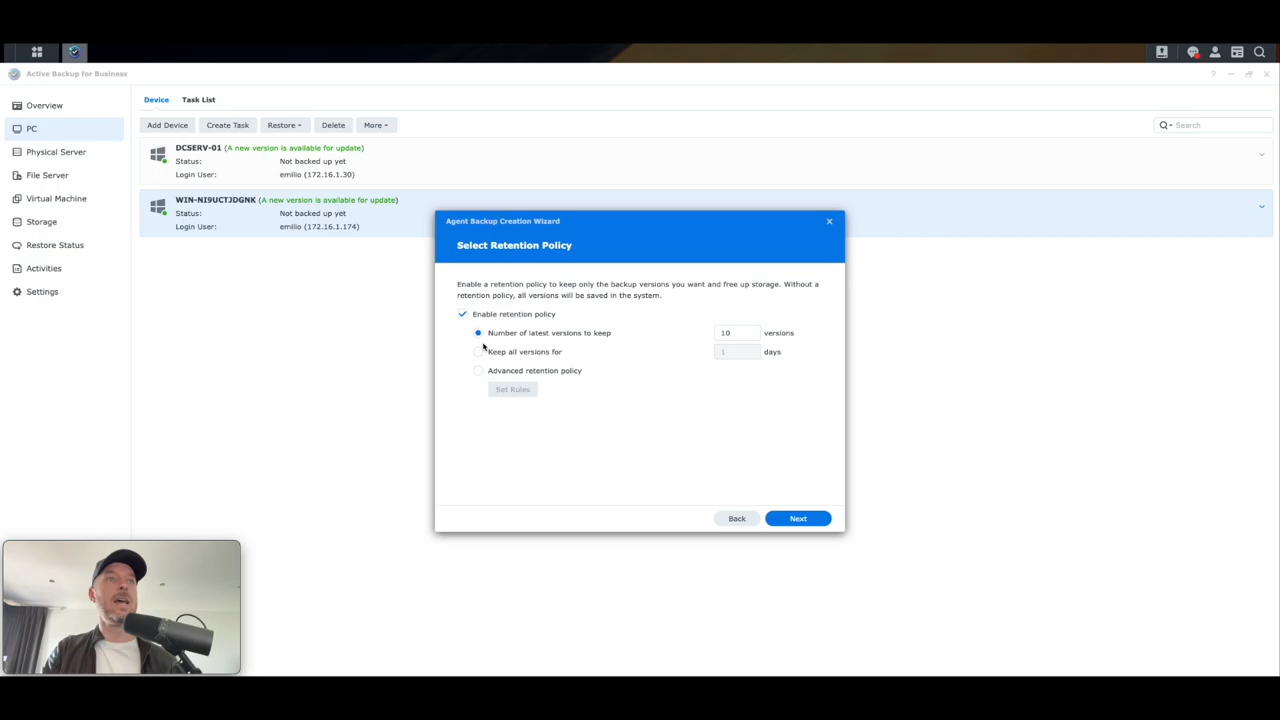 Active Backup for Business
Overview
PC
Physical Server
File Server
Virtual Machine
Storage
Restore Status
Activities
Settings
Device Task List
Add Device Create Task Restore Delete More Search
DCSERV-01 (A new version is available for update)
Status: Not backed up yet
Login User: emilio (172.16.1.30)
WIN-NI9UCTJDGNK (A new version is available for update)
Status: Not backed up yet
Login User: emilio (172.16.1.174)
Agent Backup Creation Wizard
Select Retention Policy
Enable a retention policy to keep only the backup versions you want and free up storage. Without a
retention policy, all versions will be saved in the system.
Enable retention policy
Number of latest versions to keep 10 versions
Keep all versions for 1 days
Advanced retention policy
Set Rules
Back Next